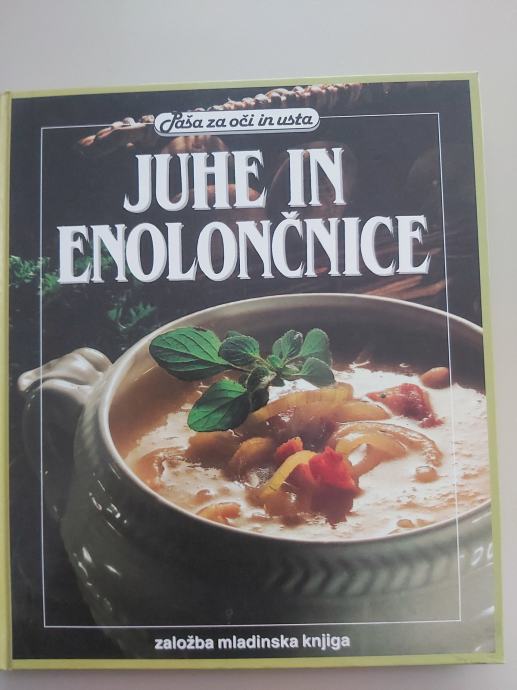 Paša za oči in usta
JUHE IN
ENOLONČNICE
založba mladinska knjiga